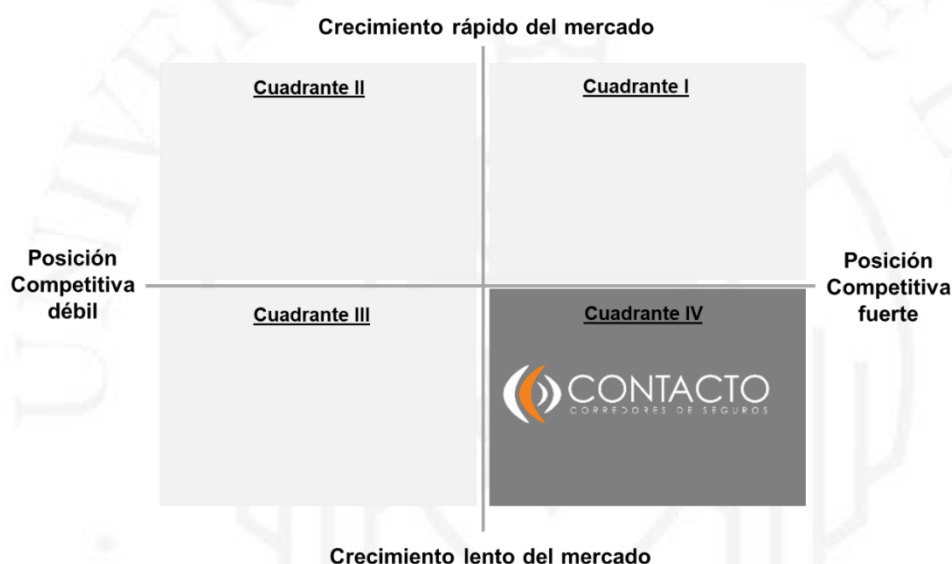 Crecimiento rápido del mercado
Cuadrante II
Cuadrante I
Posición
Competitiva
débil
Posición
Competitiva
fuerte
Cuadrante III
Cuadrante IV
CONTACTO
CORREDORES DE SEGUROS
Crecimiento lento del mercado